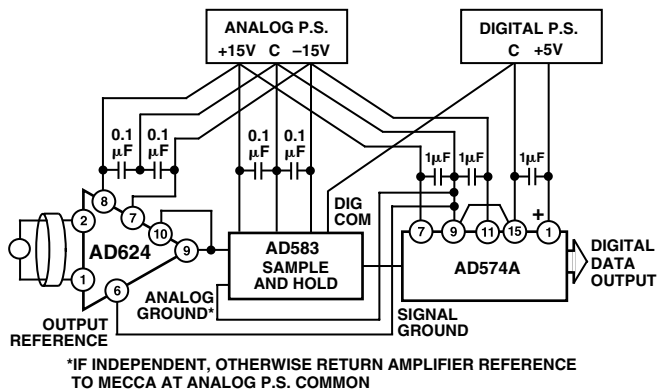 ANALOG P.S.
+15V C –15V
DIGITAL P.S.
C +5V
0.1 µF
0.1 µF
0.1 µF
0.1 µF
1µF
1µF
1µF
DIG COM
8
7
10
9
2
1
6
AD624
AD583
SAMPLE
AND HOLD
7
9
11
15
+
1
AD574A
DIGITAL
DATA
OUTPUT
ANALOG
GROUND*
SIGNAL
GROUND
OUTPUT
REFERENCE
*IF INDEPENDENT, OTHERWISE RETURN AMPLIFIER REFERENCE
TO MECCA AT ANALOG P.S. COMMON